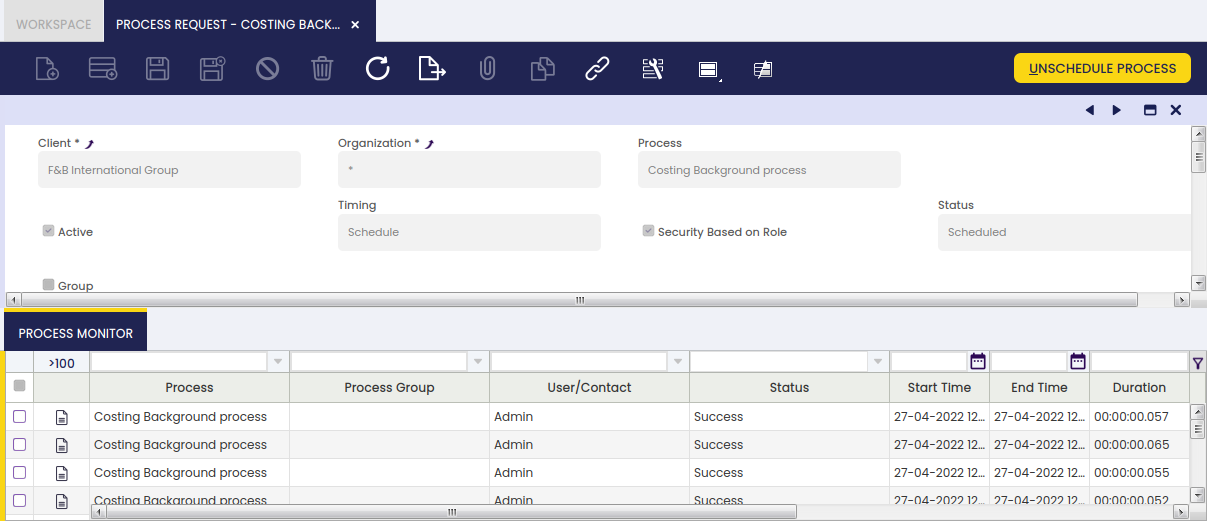 WORKSPACE PROCESS REQUEST - COSTING BACK...
UNSCHEDULE PROCESS
Client * Organization * Process
F&B International Group * Costing Background process
Timing Status
Active Schedule Security Based on Role Scheduled
Group
PROCESS MONITOR
>100
Process Process Group User/Contact Status Start Time End Time Duration
Costing Background process Admin Success 27-04-2022 12... 27-04-2022 12... 00:00:00.057
Costing Background process Admin Success 27-04-2022 12... 27-04-2022 12... 00:00:00.065
Costing Background process Admin Success 27-04-2022 12... 27-04-2022 12... 00:00:00.055
Costing Background process Admin Success 27-04-2022 12... 27-04-2022 12... 00:00:00.052